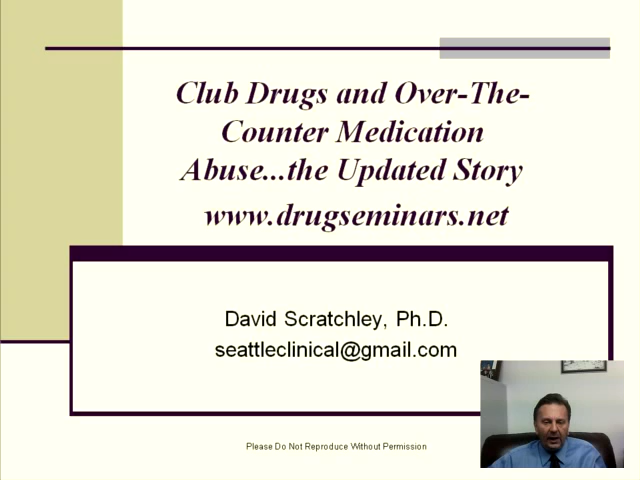 Club Drugs and Over-The-
Counter Medication
Abuse...the Updated Story
www.drugseminars.net
David Scratchley, Ph.D.
seattleclinical@gmail.com
Please Do Not Reproduce Without Permission